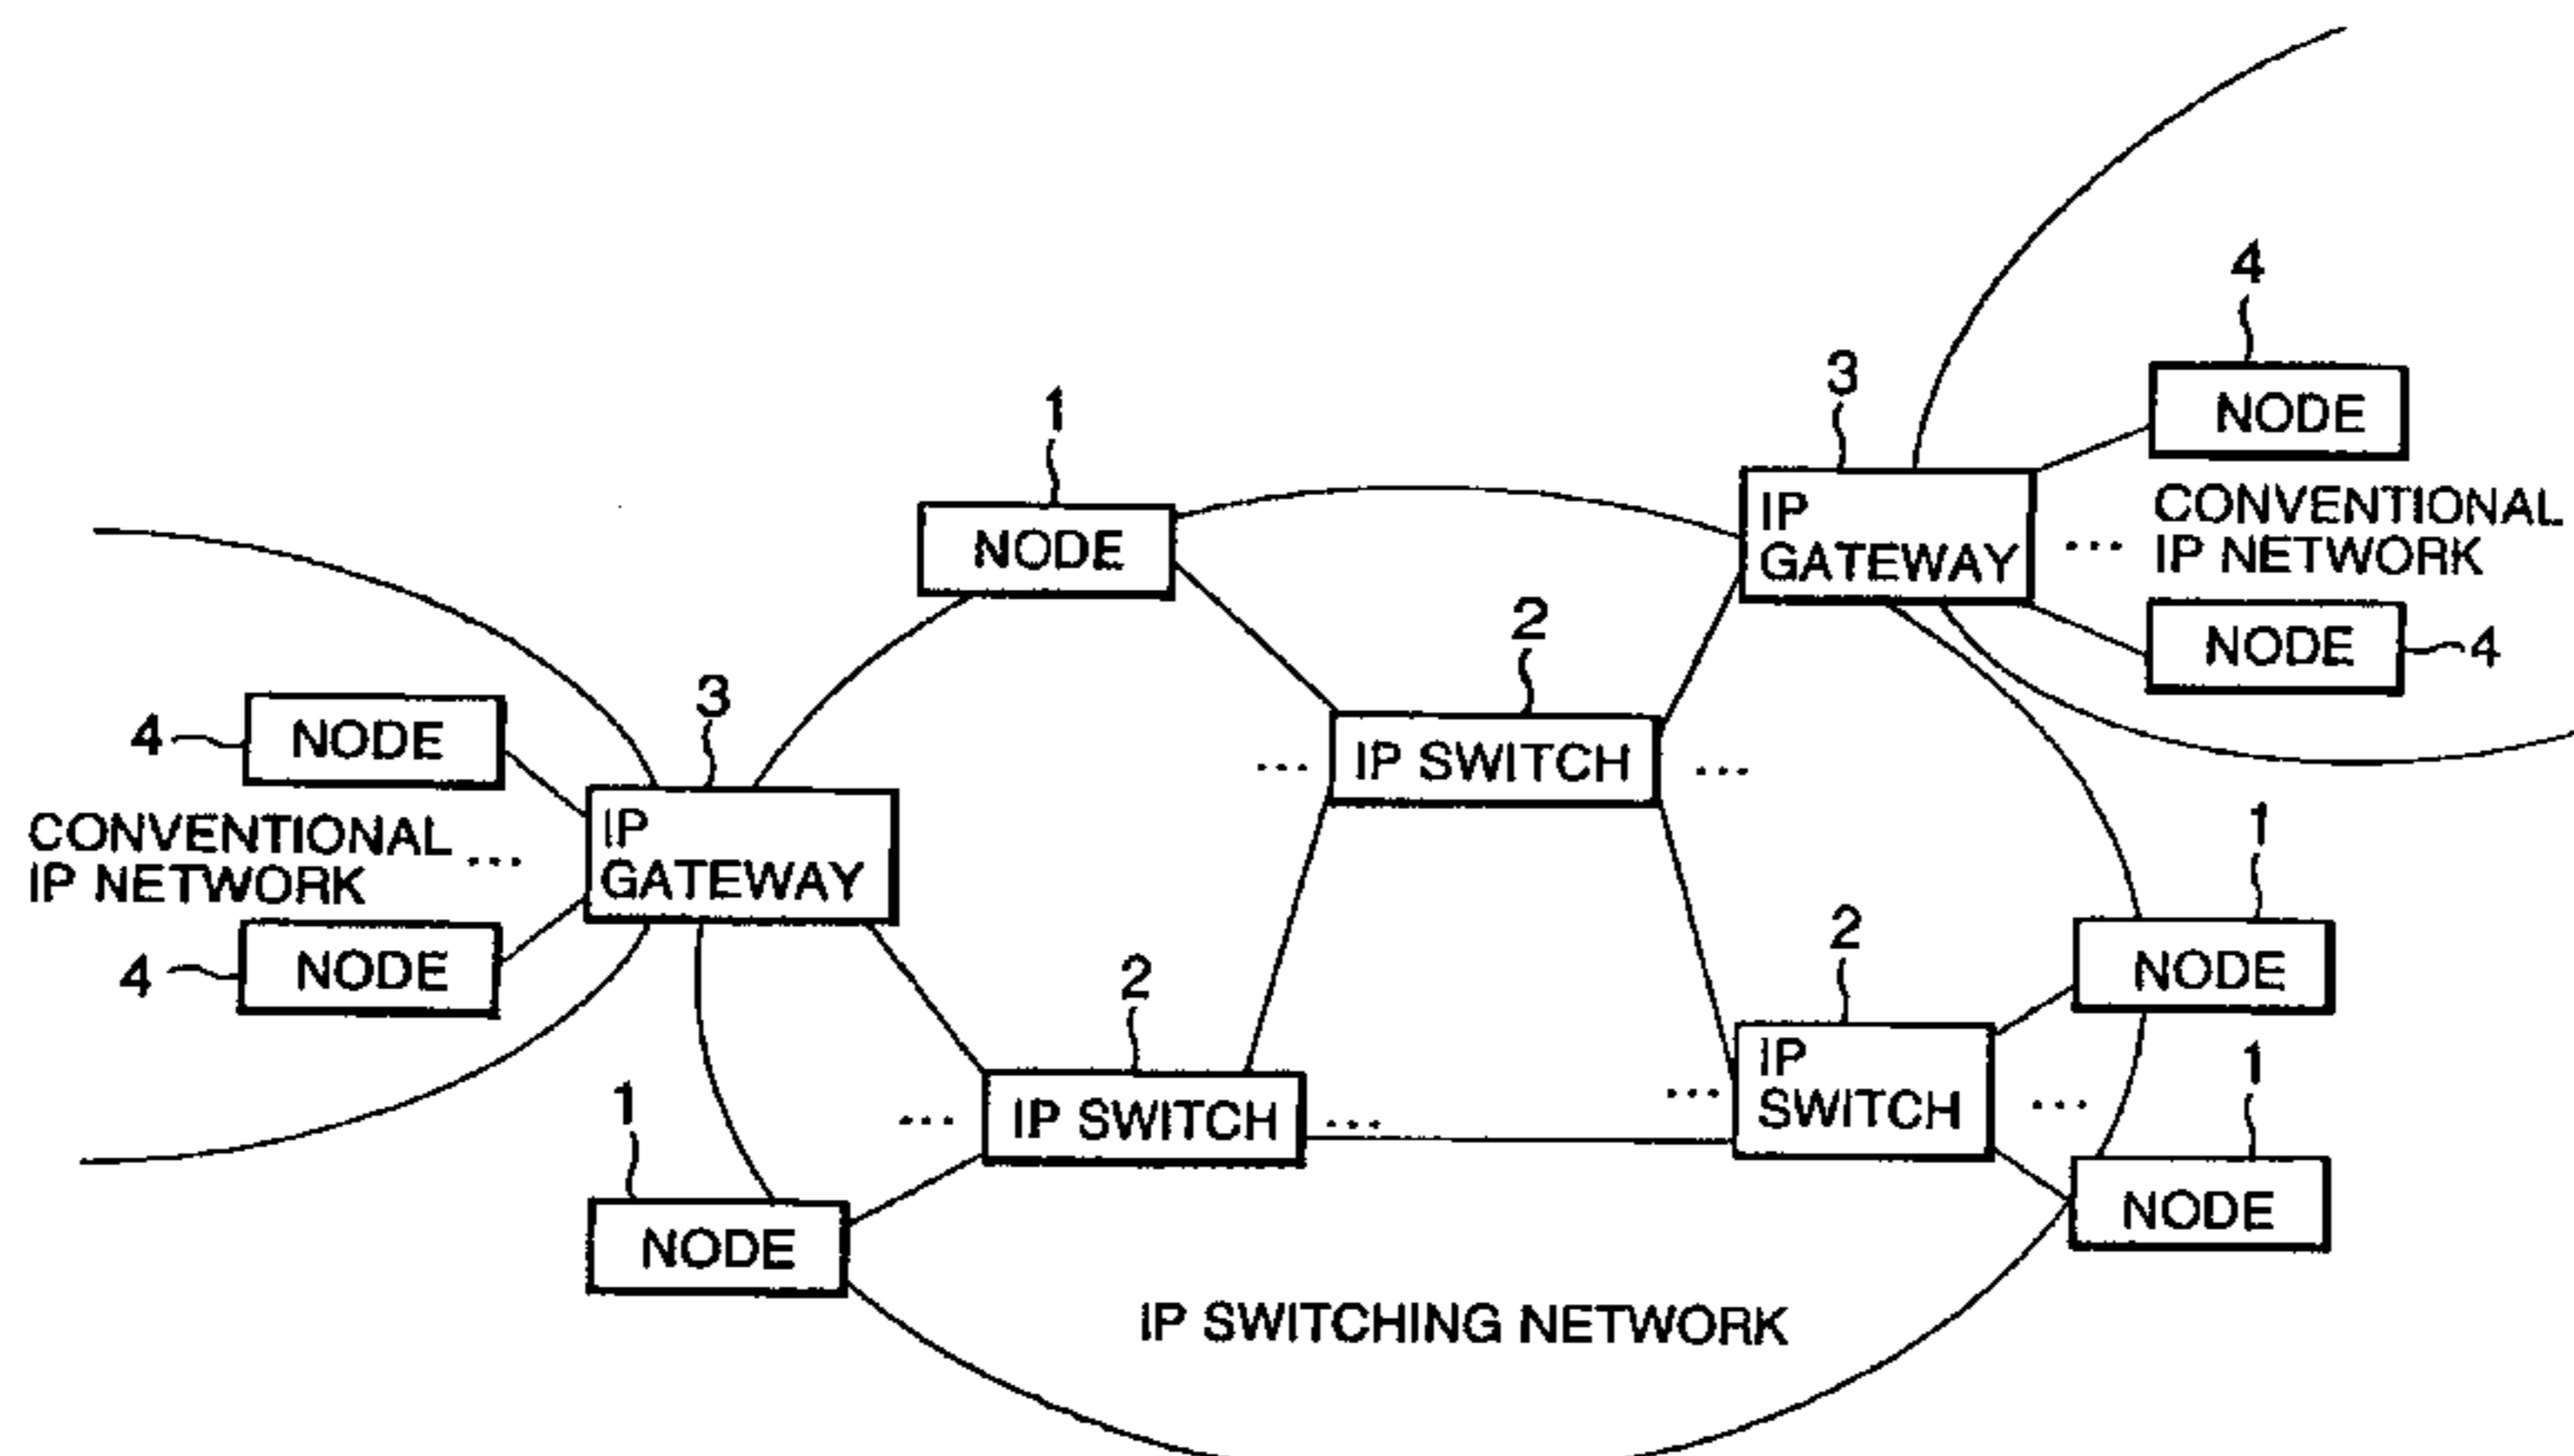 4
3
NODE
1
IP
GATEWAY
...
CONVENTIONAL
IP NETWORK
NODE
NODE
4
2
3
4
NODE
...
IP SWITCH
...
IP
GATEWAY
CONVENTIONAL
IP NETWORK
...
1
4
NODE
2
2
NODE
1
IP
SWITCH
...
...
1
...
IP SWITCH
...
NODE
NODE
IP SWITCHING NETWORK